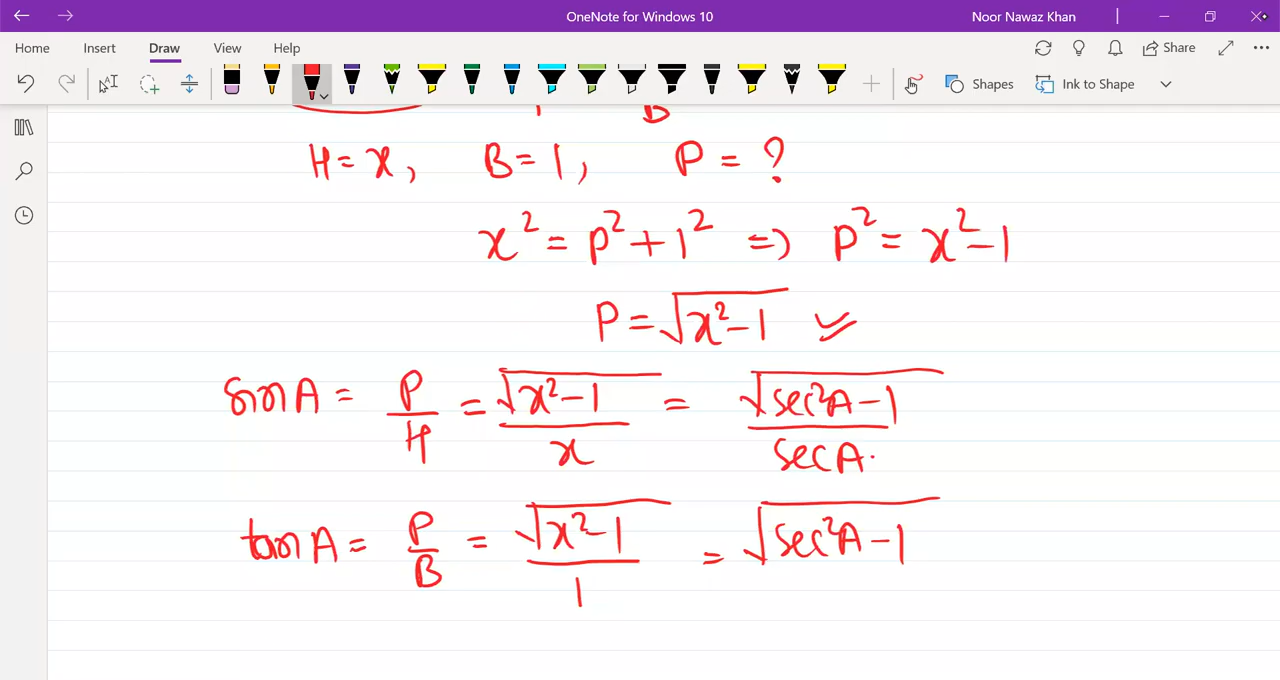 OneNote for Windows 10
Noor Nawaz Khan
Home Insert Draw View Help
Share
Shapes
Ink to Shape
B
H = x, B = 1, P = ?
x² = P² + 1² => P² = x² - 1
P = √(x² - 1)
sin A = P/H = √(x² - 1)/x = √(sec²A - 1)/sec A.
tan A = P/B = √(x² - 1)/1 = √(sec²A - 1)